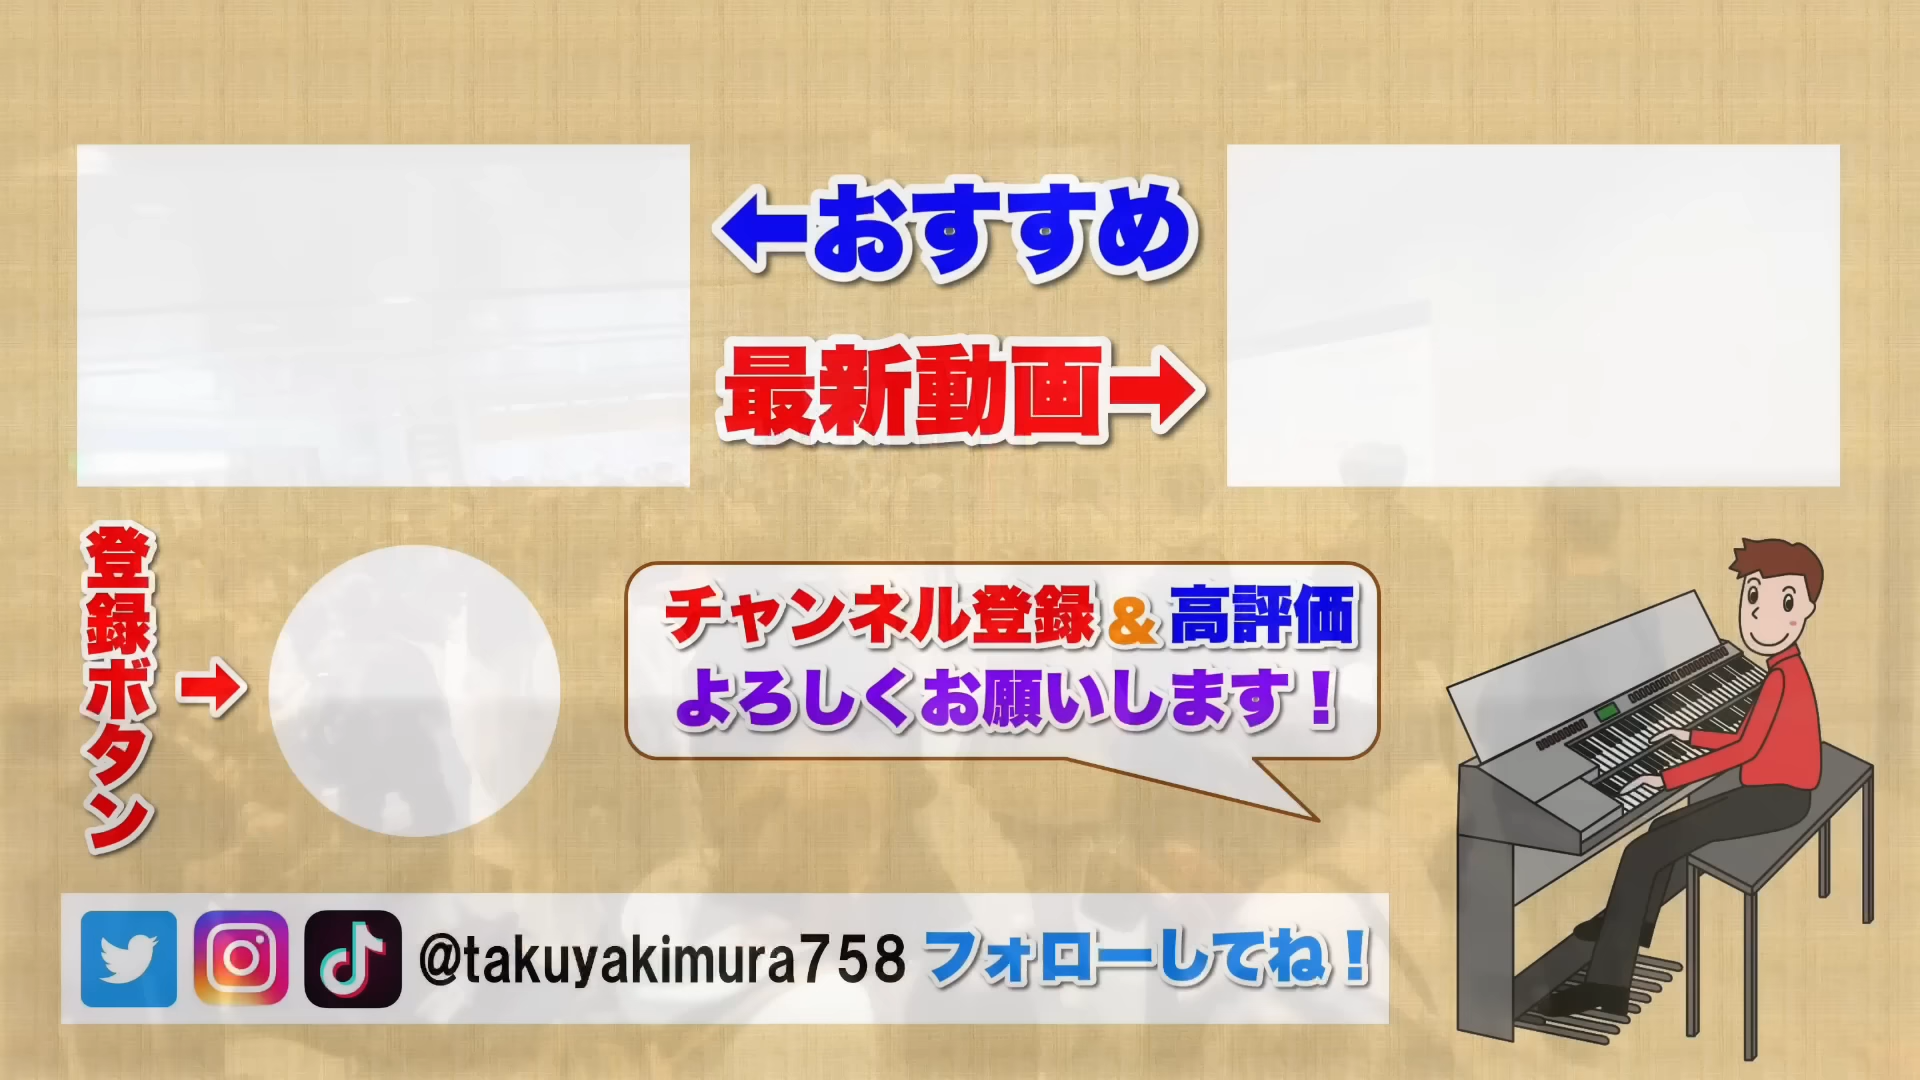 ←おすすめ
最新動画→
登録ボタン
→
チャンネル登録&高評価
よろしくお願いします!
@takuyakimura758 フォローしてね!